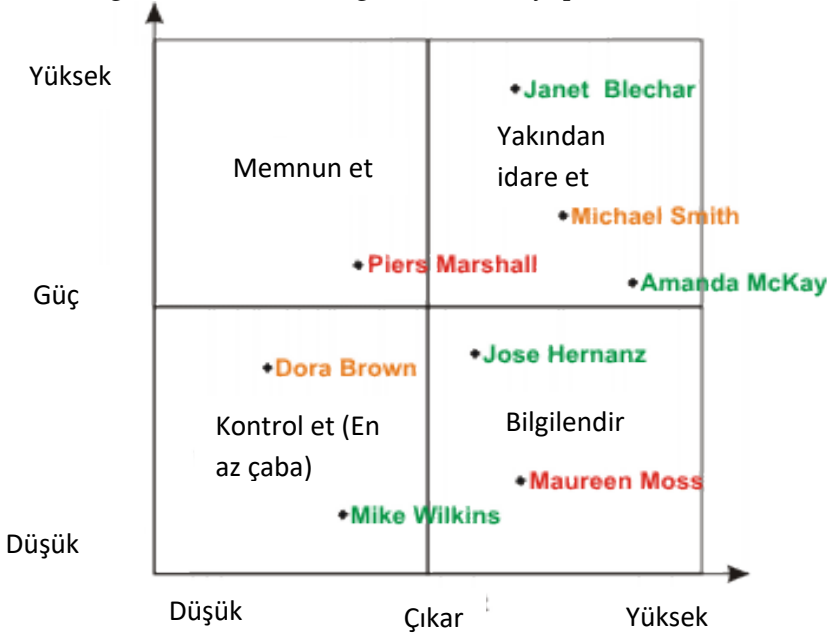 Yüksek
Janet Blechar
Memnun et
Yakından
idare et
Michael Smith
Piers Marshall
Amanda McKay
Güç
Jose Hernanz
Dora Brown
Kontrol et (En
az çaba)
Bilgilendir
Maureen Moss
Mike Wilkins
Düşük
Düşük
Çıkar
Yüksek